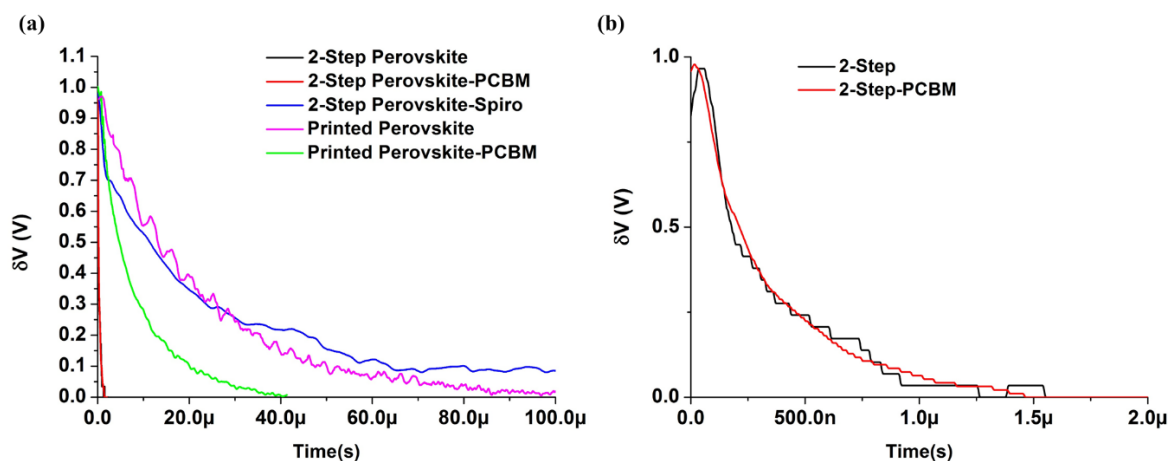 (a)
1.1
1.0
0.9
0.8
0.7
0.6
0.5
0.4
0.3
0.2
0.1
0.0
δV (V)
2-Step Perovskite
2-Step Perovskite-PCBM
2-Step Perovskite-Spiro
Printed Perovskite
Printed Perovskite-PCBM
0.0 20.0µ 40.0µ 60.0µ 80.0µ 100.0µ
Time(s)
(b)
1.0
0.5
0.0
δV (V)
2-Step
2-Step-PCBM
0.0 500.0n 1.0µ 1.5µ 2.0µ
Time(s)